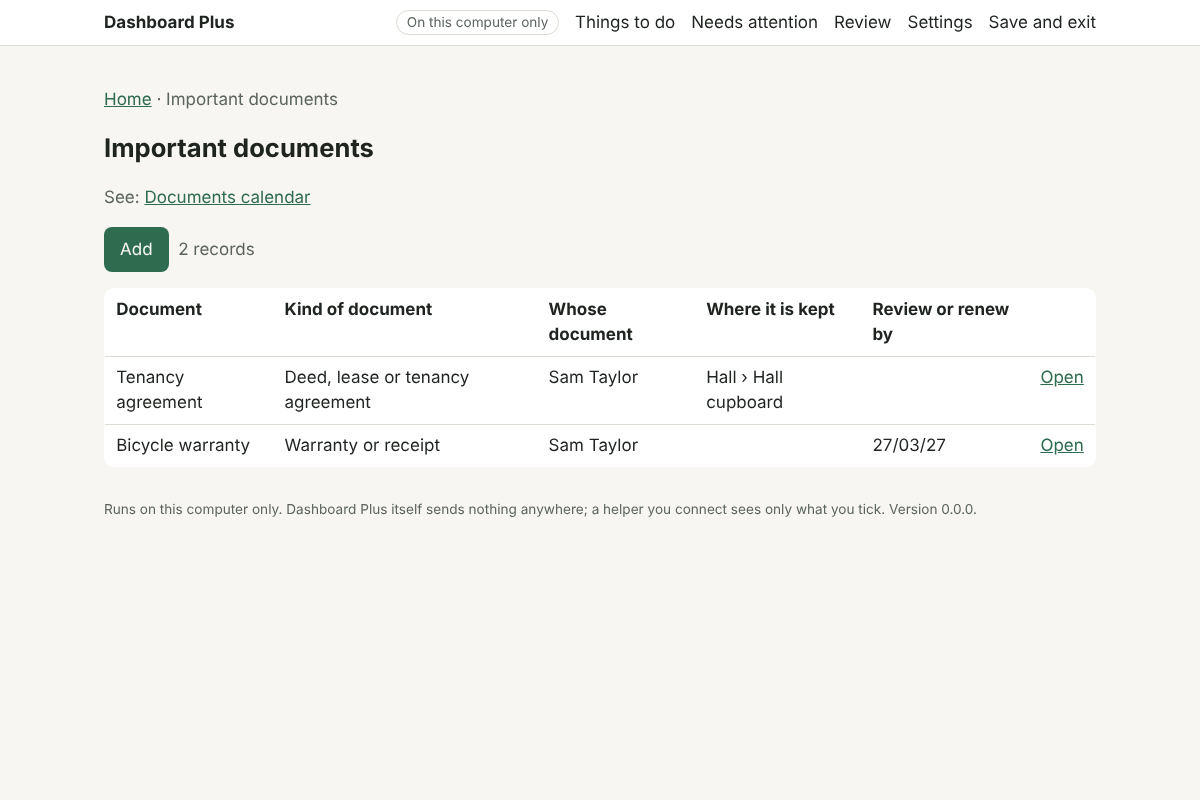 Dashboard Plus
On this computer only
Things to do
Needs attention
Review
Settings
Save and exit
Home · Important documents
Important documents
See: Documents calendar
Add
2 records
Document
Kind of document
Whose
document
Where it is kept
Review or renew
by
Tenancy
agreement
Deed, lease or tenancy
agreement
Sam Taylor
Hall › Hall
cupboard
Open
Bicycle warranty
Warranty or receipt
Sam Taylor
27/03/27
Open
Runs on this computer only. Dashboard Plus itself sends nothing anywhere; a helper you connect sees only what you tick. Version 0.0.0.